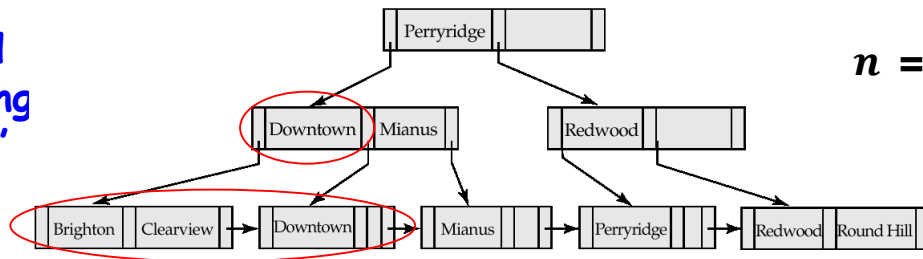 Perryridge
n =
Downtown Mianus
Redwood
Brighton Clearview
Downtown
Mianus
Perryridge
Redwood Round Hill